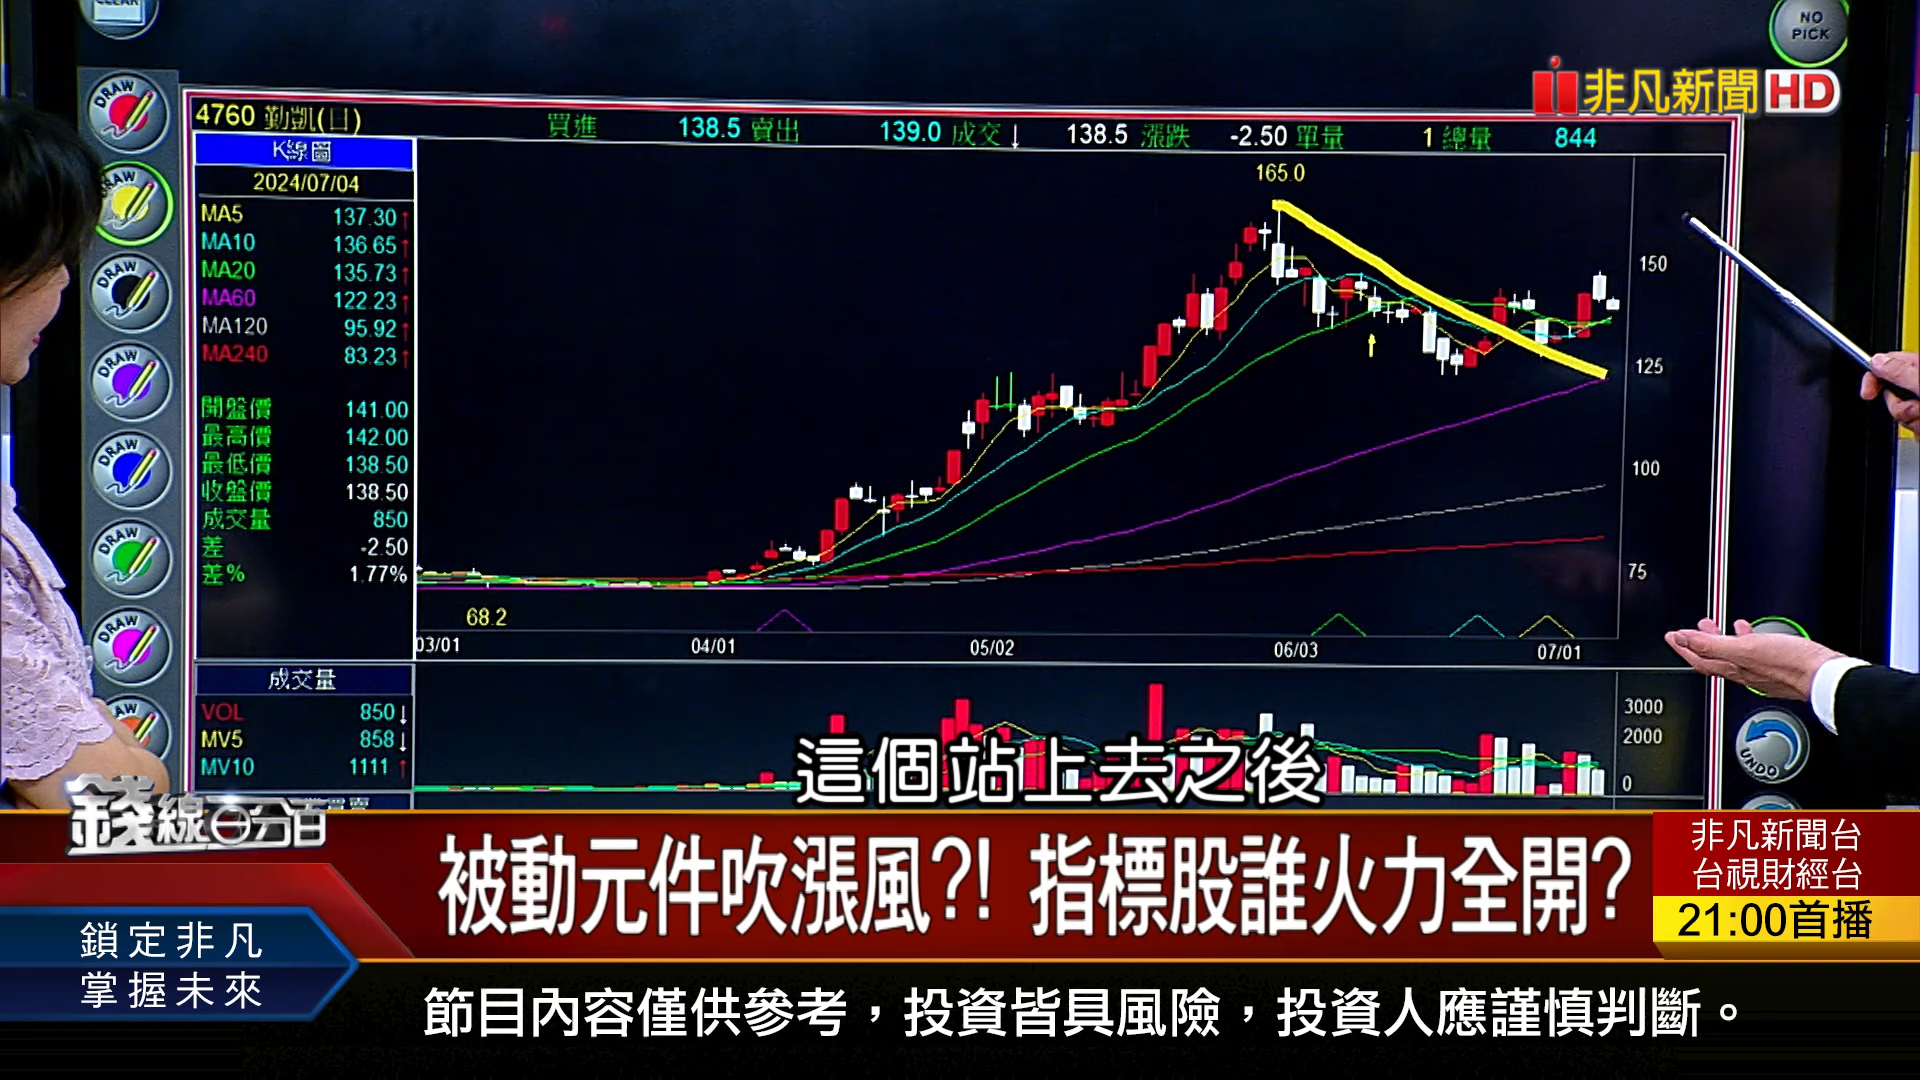 CLEAR
NO
PICK
非凡新聞HD
DRAW
DRAW
DRAW
DRAW
DRAW
DRAW
DRAW
AW
UNDO
4760 勤凱(日) 買進 138.5 賣出 139.0 成交↓ 138.5 漲跌 -2.50 單量 1 總量 844
K線圖
2024/07/04
MA5 137.30↑
MA10 136.65↑
MA20 135.73↑
MA60 122.23↑
MA120 95.92↑
MA240 83.23↑
開盤價 141.00
最高價 142.00
最低價 138.50
收盤價 138.50
成交量 850
差 -2.50
差% 1.77%
165.0
150
125
100
75
68.2
03/01 04/01 05/02 06/03 07/01
成交量
VOL 850↓
MV5 858↓
MV10 1111↑
3000
2000
0
這個站上去之後
錢線百分百
被動元件吹漲風?! 指標股誰火力全開?
非凡新聞台
台視財經台
21:00首播
鎖定非凡
掌握未來
節目內容僅供參考，投資皆具風險，投資人應謹慎判斷。